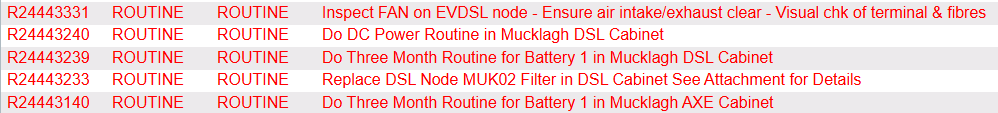 R24443331 ROUTINE ROUTINE Inspect FAN on EVDSL node - Ensure air intake/exhaust clear - Visual chk of terminal & fibres
R24443240 ROUTINE ROUTINE Do DC Power Routine in Mucklagh DSL Cabinet
R24443239 ROUTINE ROUTINE Do Three Month Routine for Battery 1 in Mucklagh DSL Cabinet
R24443233 ROUTINE ROUTINE Replace DSL Node MUK02 Filter in DSL Cabinet See Attachment for Details
R24443140 ROUTINE ROUTINE Do Three Month Routine for Battery 1 in Mucklagh AXE Cabinet